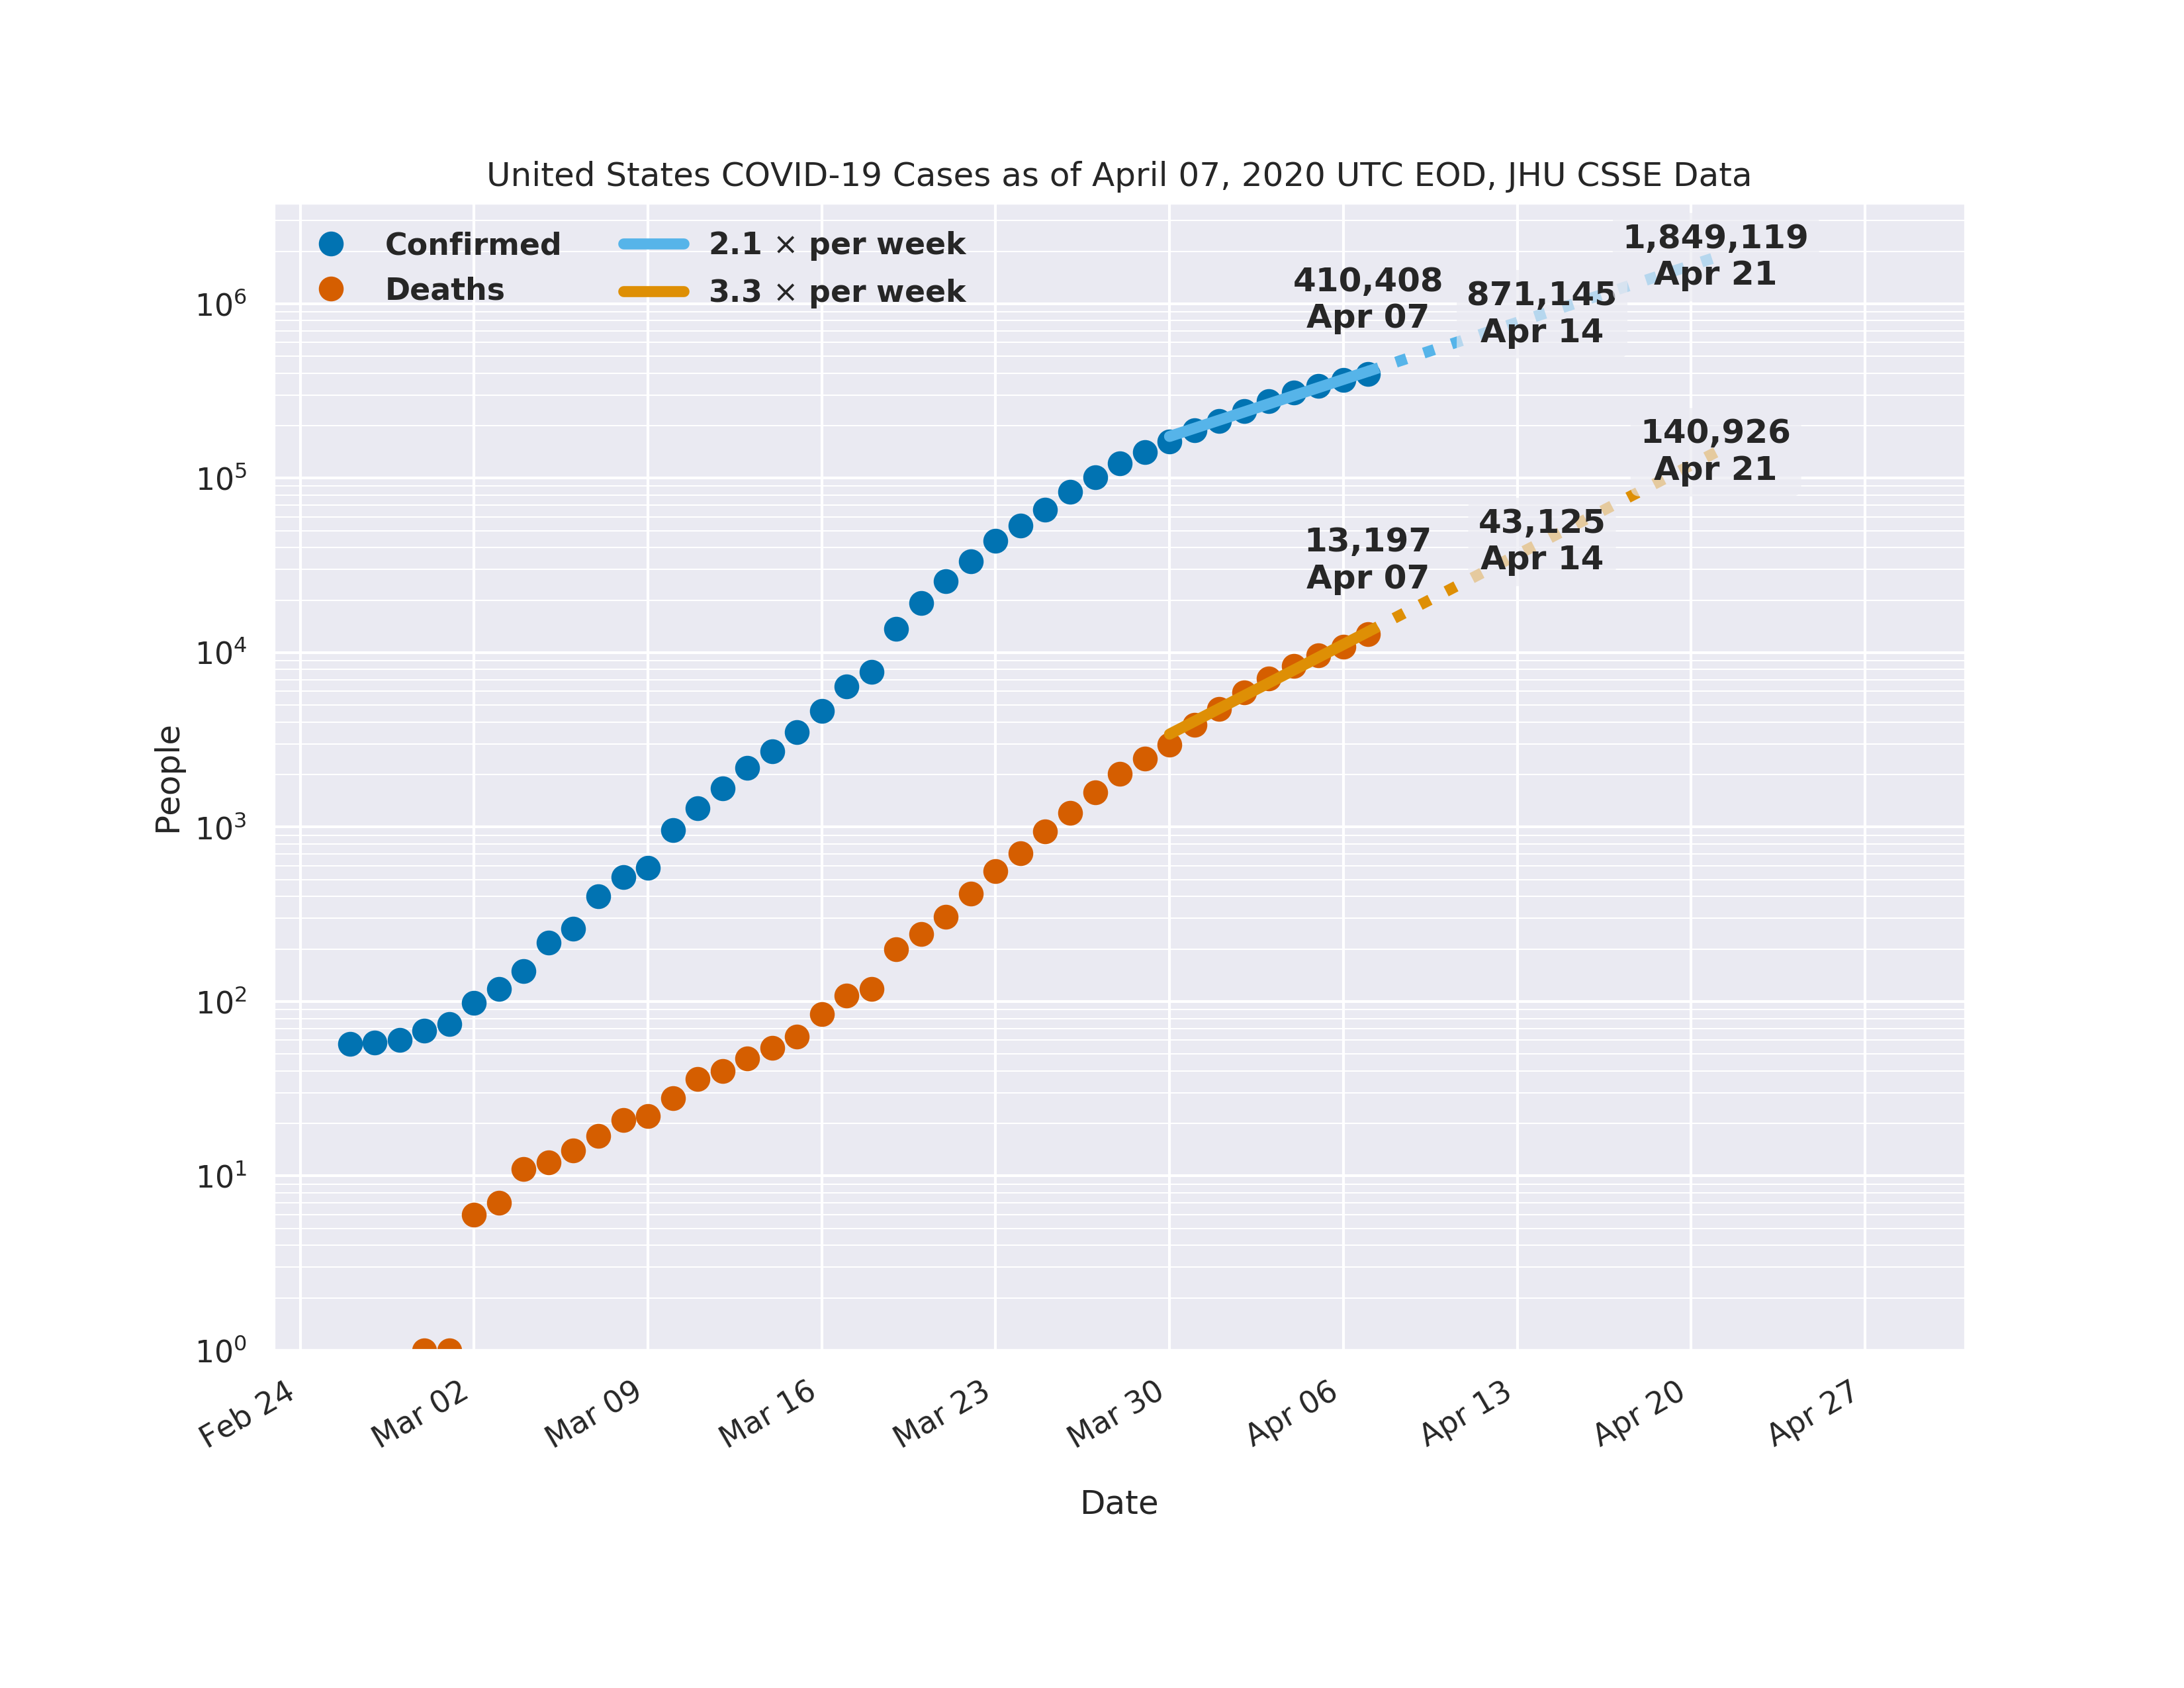 United States COVID-19 Cases as of April 07, 2020 UTC EOD, JHU CSSE Data
Confirmed
Deaths
2.1 × per week
3.3 × per week
1,849,119
Apr 21
410,408
Apr 07
871,145
Apr 14
140,926
Apr 21
43,125
Apr 14
13,197
Apr 07
People
10⁶
10⁵
10⁴
10³
10²
10¹
10⁰
Feb 24
Mar 02
Mar 09
Mar 16
Mar 23
Mar 30
Apr 06
Apr 13
Apr 20
Apr 27
Date